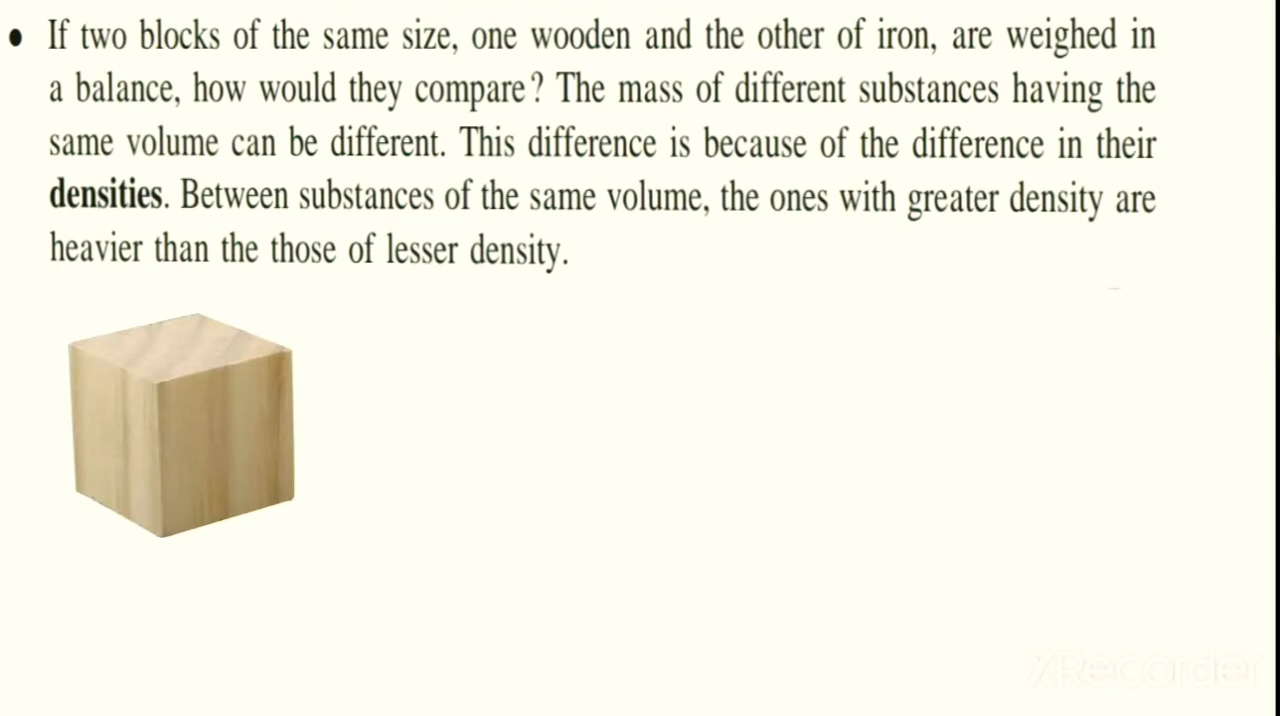 • If two blocks of the same size, one wooden and the other of iron, are weighed in
a balance, how would they compare? The mass of different substances having the
same volume can be different. This difference is because of the difference in their
densities. Between substances of the same volume, the ones with greater density are
heavier than the those of lesser density.
XRecorder